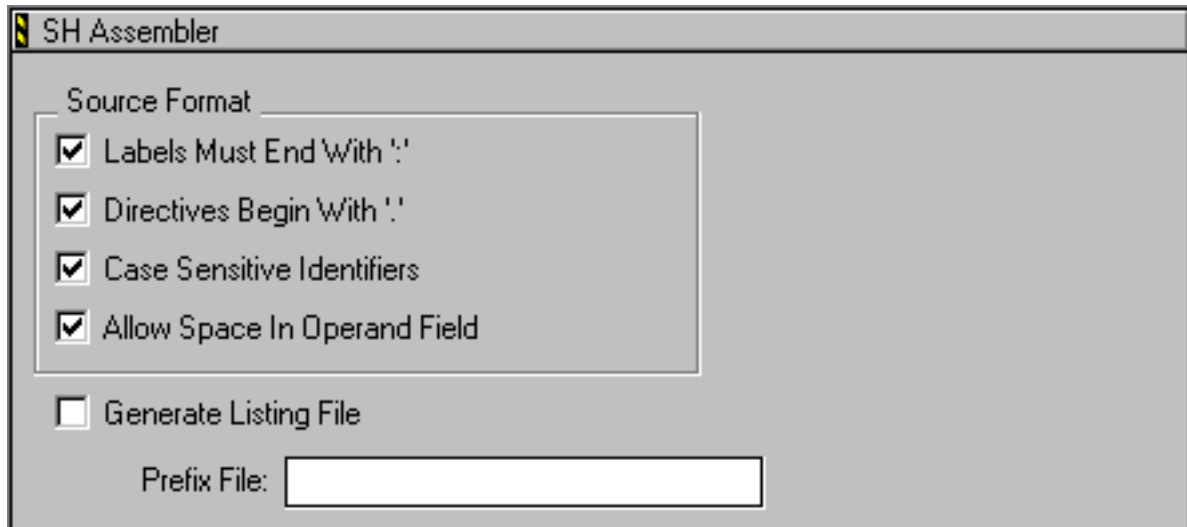 SH Assembler
Source Format
Labels Must End With ':'
Directives Begin With '.'
Case Sensitive Identifiers
Allow Space In Operand Field
Generate Listing File
Prefix File: